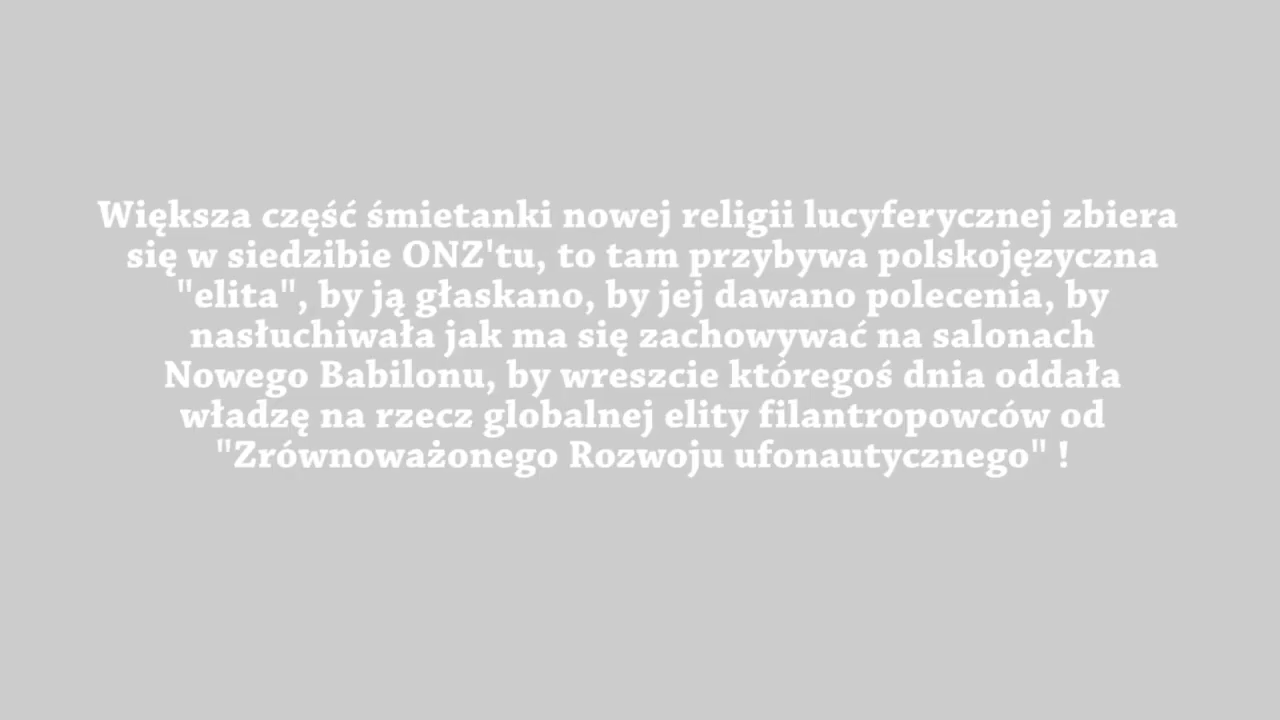 Większa część śmietanki nowej religii lucyferycznej zbiera
się w siedzibie ONZ'tu, to tam przybywa polskojęzyczna
"elita", by ją głaskano, by jej dawano polecenia, by
nasłuchiwała jak ma się zachowywać na salonach
Nowego Babilonu, by wreszcie któregoś dnia oddała
władzę na rzecz globalnej elity filantropowców od
"Zrównoważonego Rozwoju ufonautycznego" !